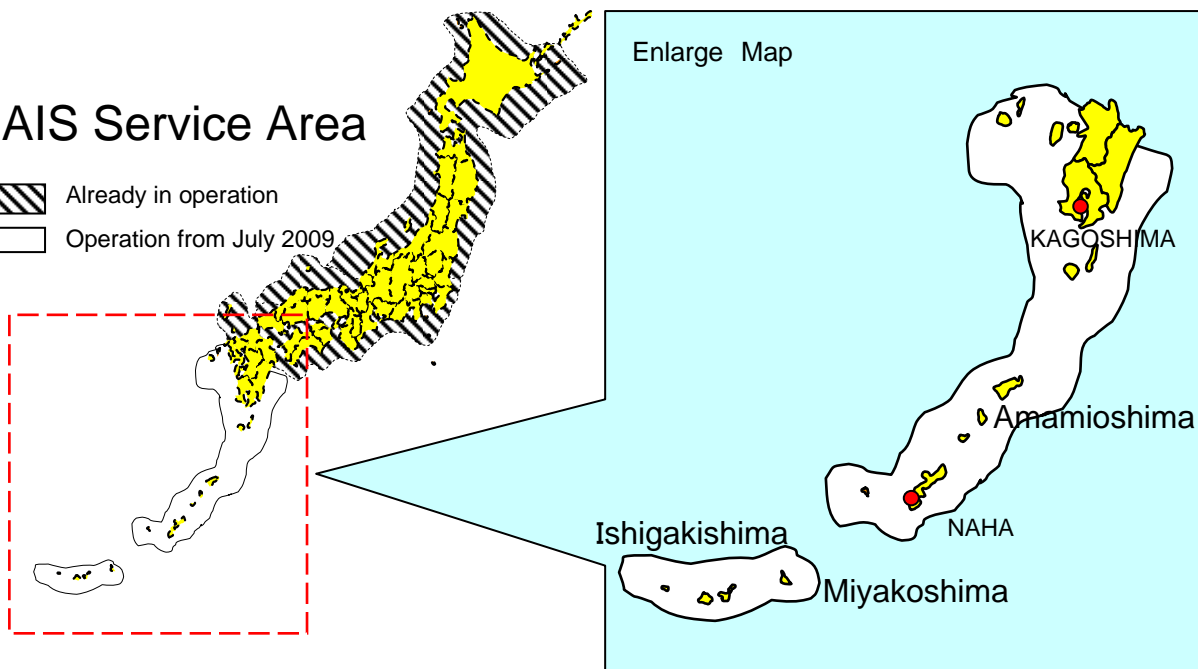 AIS Service Area
Already in operation
Operation from July 2009
Enlarge Map
KAGOSHIMA
Amamioshima
NAHA
Ishigakishima
Miyakoshima